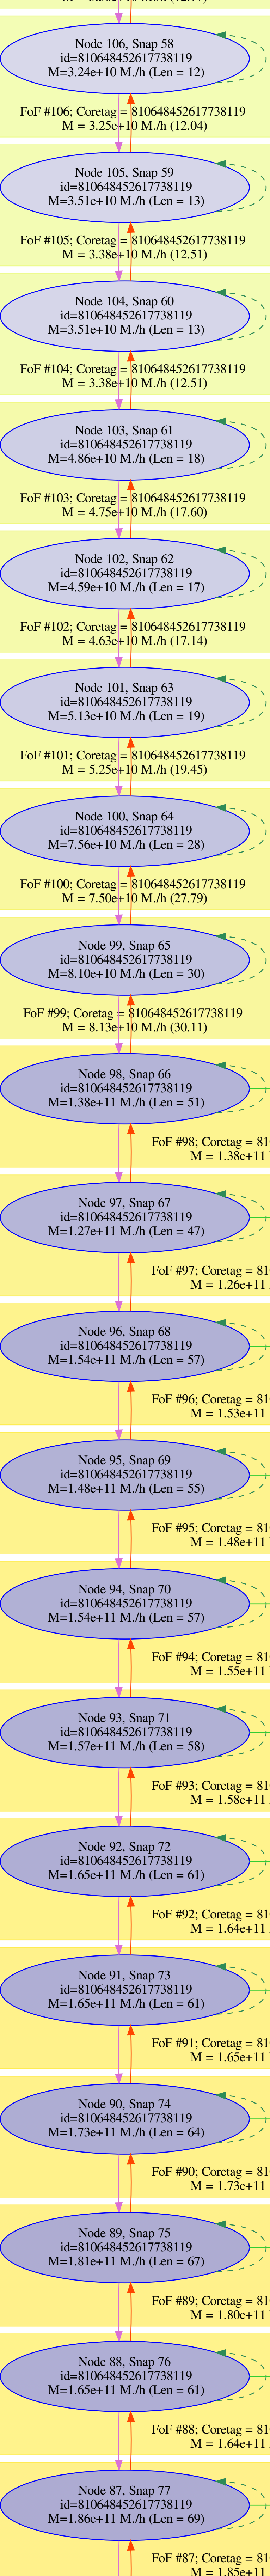 Node 106, Snap 58
id=810648452617738119
M=3.24e+10 M./h (Len = 12)
FoF #106; Coretag = 810648452617738119
M = 3.25e+10 M./h (12.04)
Node 105, Snap 59
id=810648452617738119
M=3.51e+10 M./h (Len = 13)
FoF #105; Coretag = 810648452617738119
M = 3.38e+10 M./h (12.51)
Node 104, Snap 60
id=810648452617738119
M=3.51e+10 M./h (Len = 13)
FoF #104; Coretag = 810648452617738119
M = 3.38e+10 M./h (12.51)
Node 103, Snap 61
id=810648452617738119
M=4.86e+10 M./h (Len = 18)
FoF #103; Coretag = 810648452617738119
M = 4.75e+10 M./h (17.60)
Node 102, Snap 62
id=810648452617738119
M=4.59e+10 M./h (Len = 17)
FoF #102; Coretag = 810648452617738119
M = 4.63e+10 M./h (17.14)
Node 101, Snap 63
id=810648452617738119
M=5.13e+10 M./h (Len = 19)
FoF #101; Coretag = 810648452617738119
M = 5.25e+10 M./h (19.45)
Node 100, Snap 64
id=810648452617738119
M=7.56e+10 M./h (Len = 28)
FoF #100; Coretag = 810648452617738119
M = 7.50e+10 M./h (27.79)
Node 99, Snap 65
id=810648452617738119
M=8.10e+10 M./h (Len = 30)
FoF #99; Coretag = 810648452617738119
M = 8.13e+10 M./h (30.11)
Node 98, Snap 66
id=810648452617738119
M=1.38e+11 M./h (Len = 51)
FoF #98; Coretag = 810
M = 1.38e+11
Node 97, Snap 67
id=810648452617738119
M=1.27e+11 M./h (Len = 47)
FoF #97; Coretag = 810
M = 1.26e+11
Node 96, Snap 68
id=810648452617738119
M=1.54e+11 M./h (Len = 57)
FoF #96; Coretag = 810
M = 1.53e+11
Node 95, Snap 69
id=810648452617738119
M=1.48e+11 M./h (Len = 55)
FoF #95; Coretag = 810
M = 1.48e+11
Node 94, Snap 70
id=810648452617738119
M=1.54e+11 M./h (Len = 57)
FoF #94; Coretag = 810
M = 1.55e+11
Node 93, Snap 71
id=810648452617738119
M=1.57e+11 M./h (Len = 58)
FoF #93; Coretag = 810
M = 1.58e+11
Node 92, Snap 72
id=810648452617738119
M=1.65e+11 M./h (Len = 61)
FoF #92; Coretag = 810
M = 1.64e+11
Node 91, Snap 73
id=810648452617738119
M=1.65e+11 M./h (Len = 61)
FoF #91; Coretag = 810
M = 1.65e+11
Node 90, Snap 74
id=810648452617738119
M=1.73e+11 M./h (Len = 64)
FoF #90; Coretag = 810
M = 1.73e+11
Node 89, Snap 75
id=810648452617738119
M=1.81e+11 M./h (Len = 67)
FoF #89; Coretag = 810
M = 1.80e+11
Node 88, Snap 76
id=810648452617738119
M=1.65e+11 M./h (Len = 61)
FoF #88; Coretag = 810
M = 1.64e+11
Node 87, Snap 77
id=810648452617738119
M=1.86e+11 M./h (Len = 69)
FoF #87; Coretag = 810
M = 1.85e+11